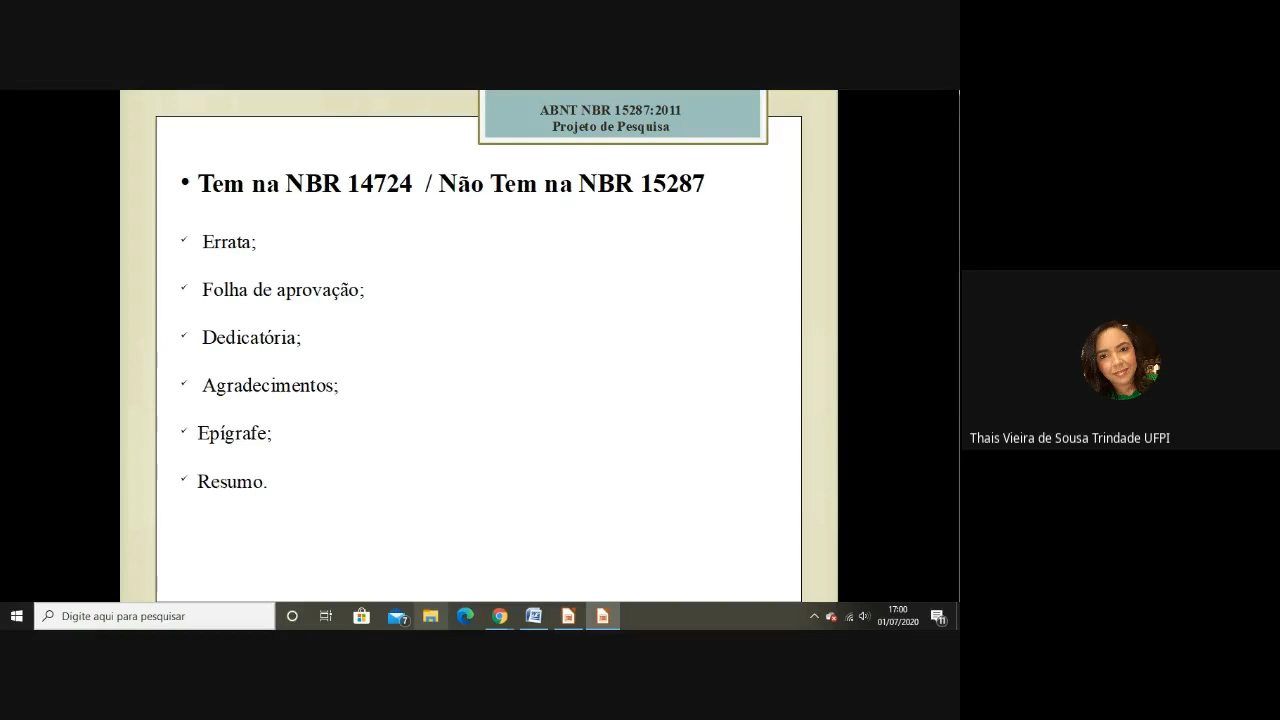 ABNT NBR 15287:2011
Projeto de Pesquisa
• Tem na NBR 14724 / Não Tem na NBR 15287
✓ Errata;
✓ Folha de aprovação;
✓ Dedicatória;
✓ Agradecimentos;
✓ Epígrafe;
✓ Resumo.
Thais Vieira de Sousa Trindade UFPI
Digite aqui para pesquisar
7
17:00
01/07/2020
11